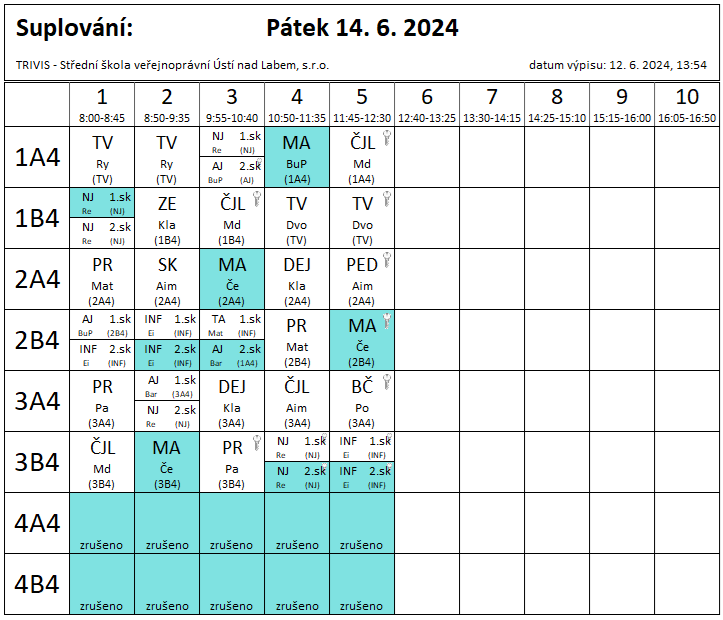 Suplování: Pátek 14. 6. 2024
TRIVIS - Střední škola veřejnoprávní Ústí nad Labem, s.r.o. datum výpisu: 12. 6. 2024, 13:54
1 2 3 4 5 6 7 8 9 10
8:00-8:45 8:50-9:35 9:55-10:40 10:50-11:35 11:45-12:30 12:40-13:25 13:30-14:15 14:25-15:10 15:15-16:00 16:05-16:50
1A4
TV TV NJ 1.sk MA ČJL
Ry Ry Re (NJ) BuP Md
(TV) (TV) AJ 2.sk (1A4) (1A4)
BuP (AJ)
1B4
NJ 1.sk ZE ČJL TV TV
Re (NJ) Kla Md Dvo Dvo
NJ 2.sk (1B4) (1B4) (TV) (TV)
Re (NJ)
2A4
PR SK MA DEJ PED
Mat Aim Če Kla Aim
(2A4) (2A4) (2A4) (2A4) (2A4)
2B4
AJ 1.sk INF 1.sk TA 1.sk PR MA
BuP (2B4) Ei (INF) Mat (INF) Mat Če
INF 2.sk INF 2.sk AJ 2.sk (2B4) (2B4)
Ei (INF) Ei (INF) Bar (1A4)
3A4
PR AJ 1.sk DEJ ČJL BČ
Pa Bar (3A4) Kla Aim Po
(3A4) NJ 2.sk (3A4) (3A4) (3A4)
Re (NJ)
3B4
ČJL MA PR NJ 1.sk INF 1.sk
Md Če Pa Re (NJ) Ei (INF)
(3B4) (3B4) (3B4) NJ 2.sk INF 2.sk
Re (NJ) Ei (INF)
4A4
zrušeno zrušeno zrušeno zrušeno zrušeno
4B4
zrušeno zrušeno zrušeno zrušeno zrušeno